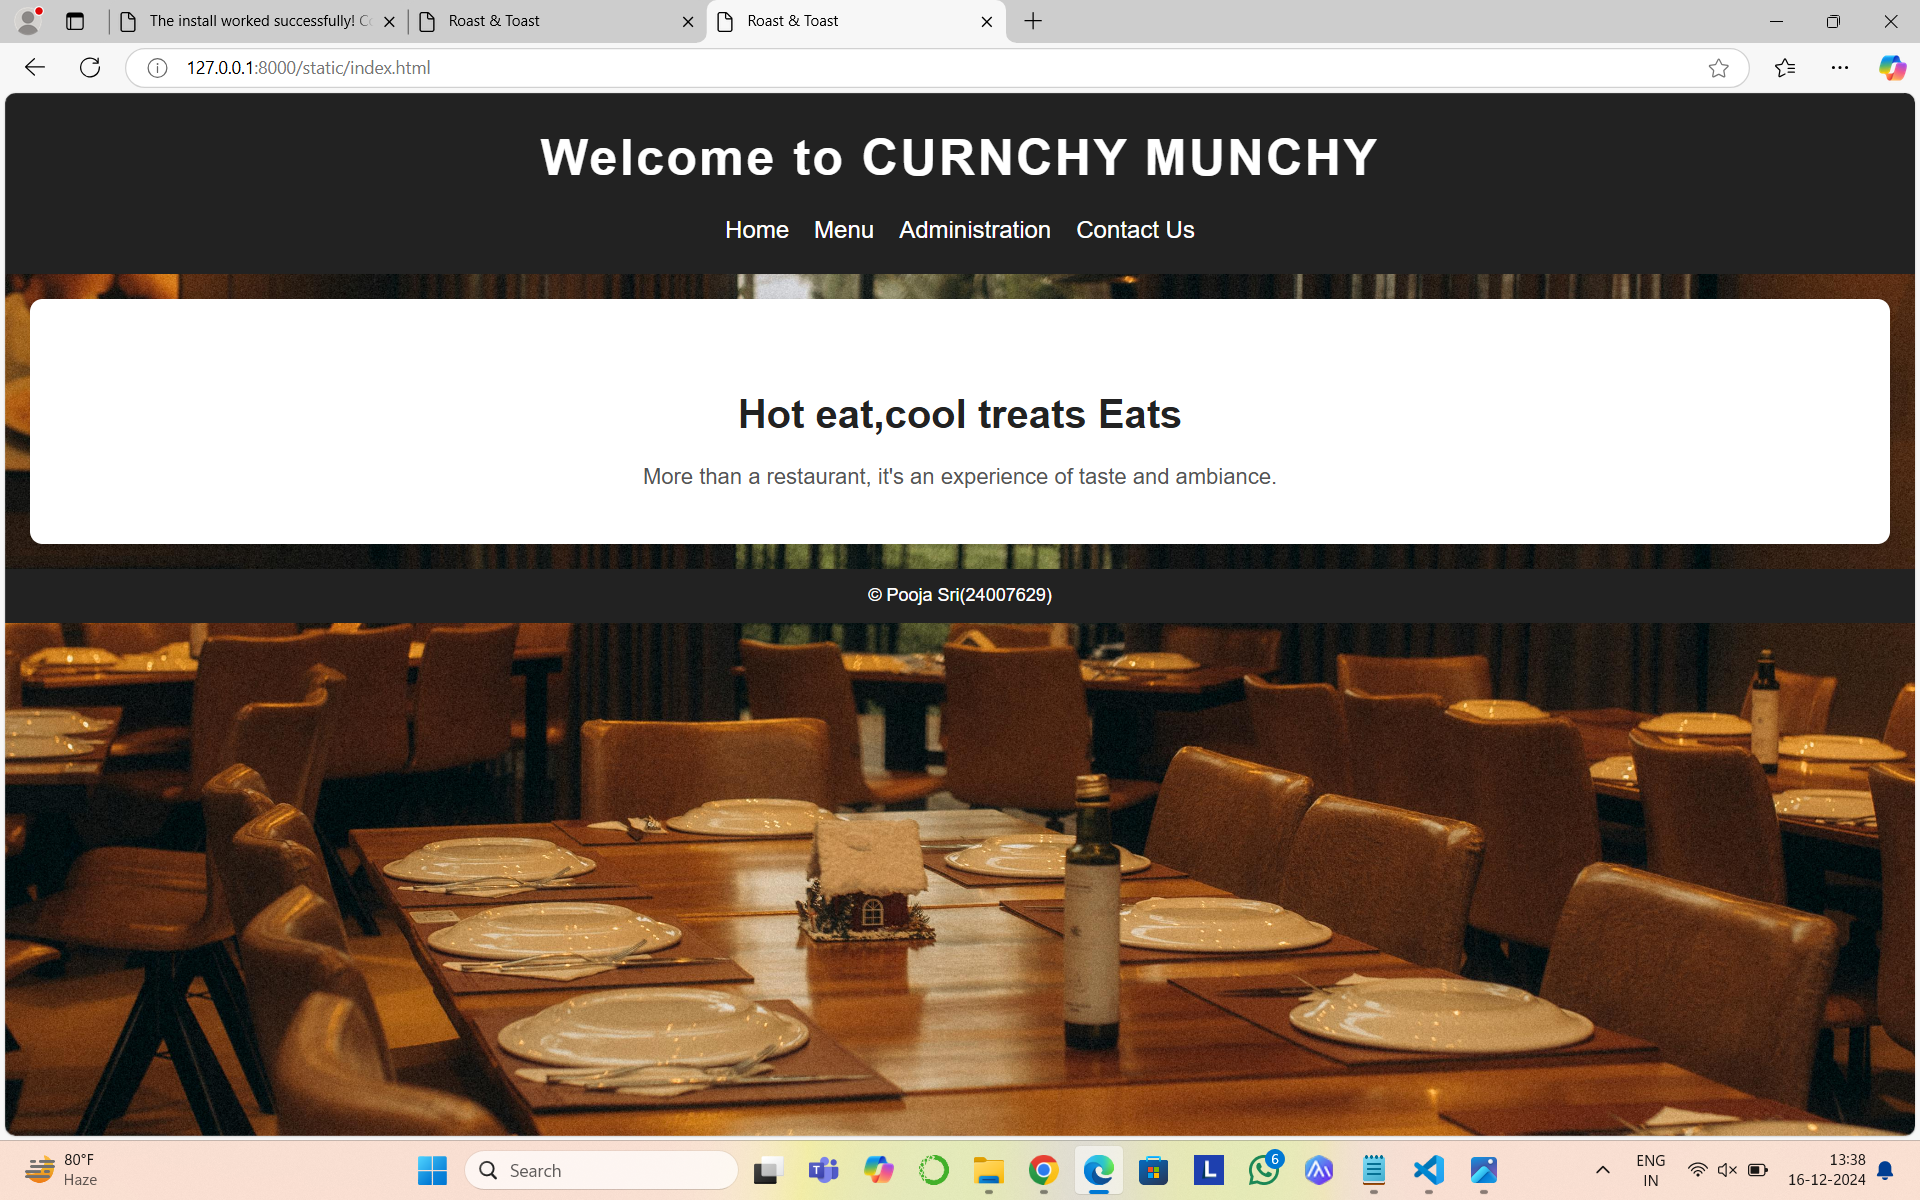 The install worked successfully! Co
Roast & Toast
Roast & Toast
127.0.0.1:8000/static/index.html
Welcome to CURNCHY MUNCHY
Home Menu Administration Contact Us
Hot eat,cool treats Eats
More than a restaurant, it's an experience of taste and ambiance.
© Pooja Sri(24007629)
80°F
Haze
Search
L
6
ENG
IN
13:38
16-12-2024